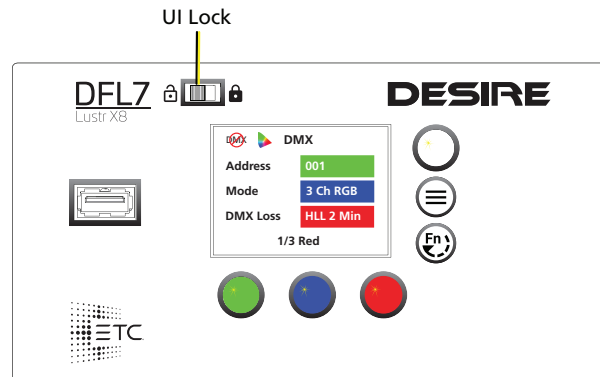 UI Lock
DFL7
Lustr X8
DESIRE
DMX DMX
Address 001
Mode 3 Ch RGB
DMX Loss HLL 2 Min
1/3 Red
Fn
ETC